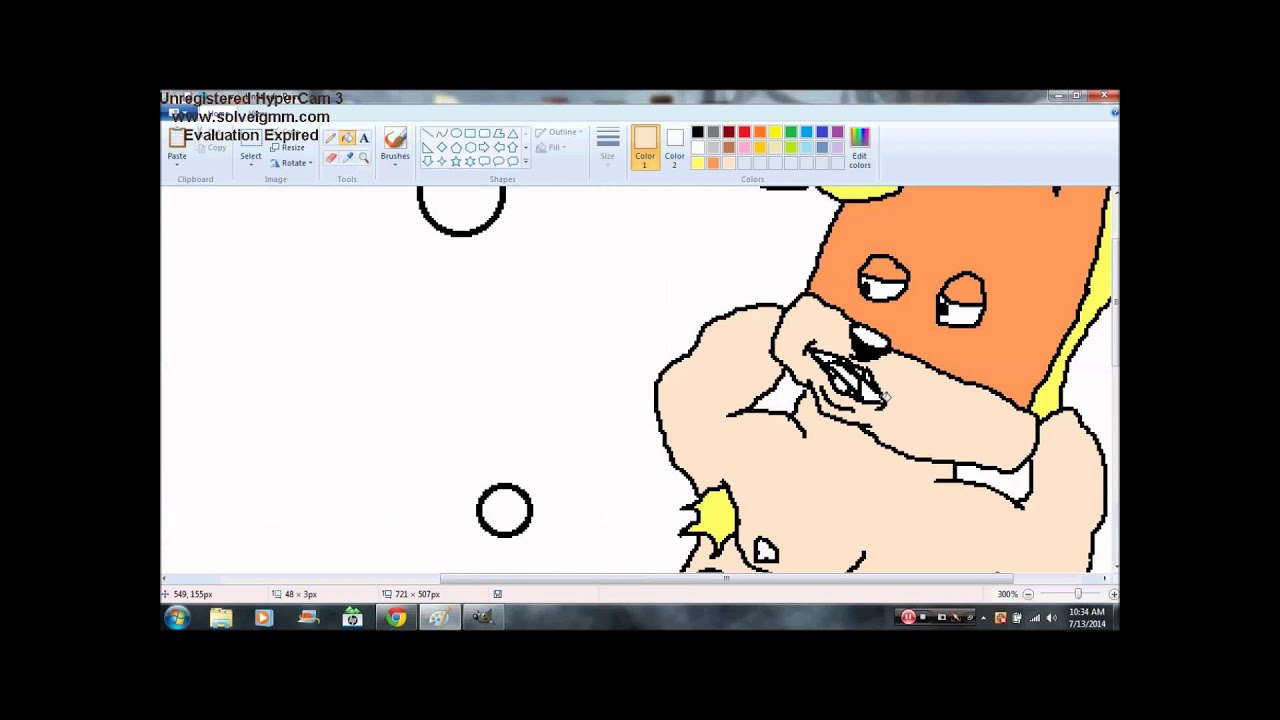 Unregistered HyperCam 3
www.solveigmm.com
Evaluation Expired
Paste
Copy
Clipboard
Select
Resize
Rotate
Image
A
Tools
Brushes
Shapes
Outline
Fill
Size
Color 1
Color 2
Edit colors
Colors
549, 155px
48 × 3px
721 × 507px
300%
hp
10:34 AM
7/13/2014